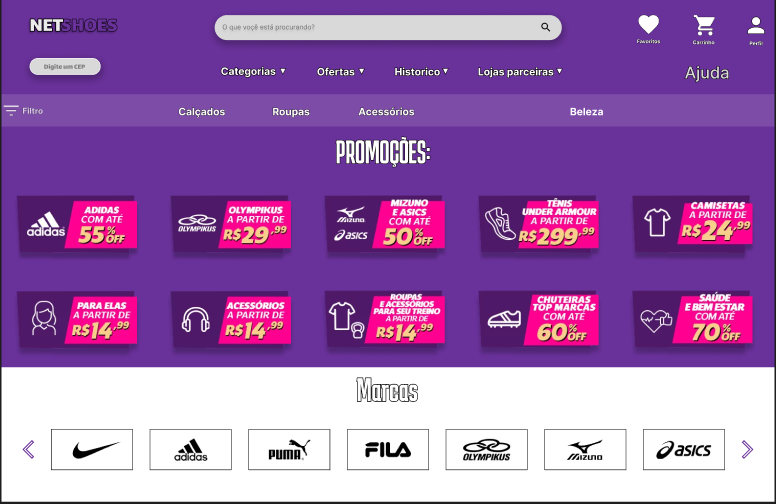 NETSHOES
O que voçê está procurando?
Favoritos
Carrinho
Perfil
Digite um CEP
Categorias
Ofertas
Historico
Lojas parceiras
Ajuda
Filtro
Calçados
Roupas
Acessórios
Beleza
PROMOÇÕES:
adidas
ADIDAS
COM ATÉ
55% OFF
OLYMPIKUS
OLYMPIKUS
A PARTIR DE
R$29,99
Mizuno
asics
MIZUNO
E ASICS
COM ATÉ
50% OFF
TÊNIS
UNDER ARMOUR
A PARTIR DE
R$299,99
CAMISETAS
A PARTIR DE
R$24,99
PARA ELAS
A PARTIR DE
R$14,99
ACESSÓRIOS
A PARTIR DE
R$14,99
ROUPAS
E ACESSÓRIOS
PARA SEU TREINO
A PARTIR DE
R$14,99
CHUTEIRAS
TOP MARCAS
COM ATÉ
60% OFF
SAÚDE
E BEM ESTAR
COM ATÉ
70% OFF
Marcas
adidas
PUMA
FILA
OLYMPIKUS
Mizuno
asics